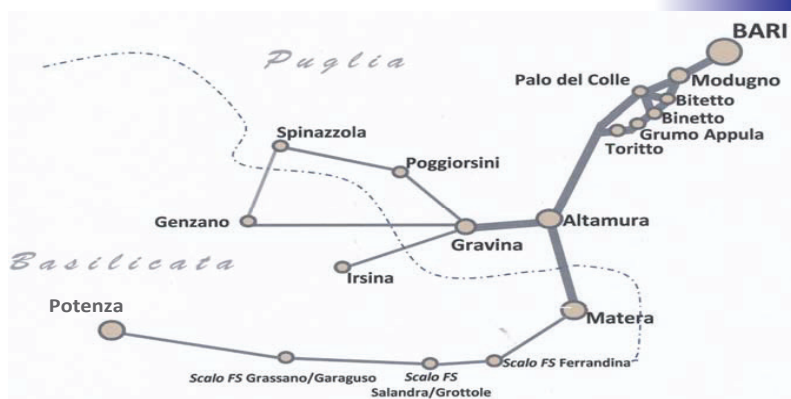 BARI
Puglia
Palo del Colle
Modugno
Bitetto
Binetto
Grumo Appula
Toritto
Spinazzola
Poggiorsini
Genzano
Gravina
Altamura
Basilicata
Irsina
Potenza
Matera
Scalo FS Ferrandina
Scalo FS Grassano/Garaguso
Scalo FS
Salandra/Grottole